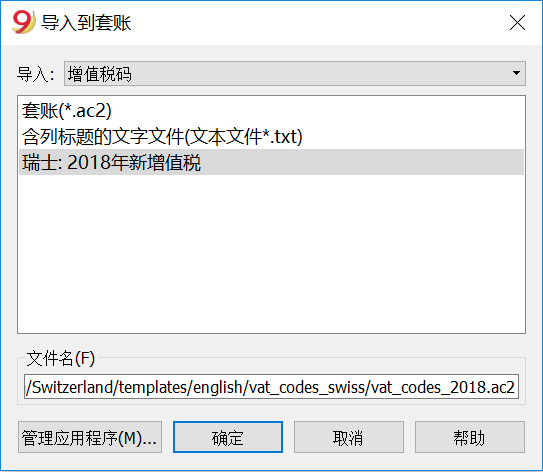 导入到套账
导入: 增值税码
套账(*.ac2)
含列标题的文字文件(文本文件*.txt)
瑞士: 2018年新增值税
文件名(F)
/Switzerland/templates/english/vat_codes_swiss/vat_codes_2018.ac2
管理应用程序(M)... 确定 取消 帮助